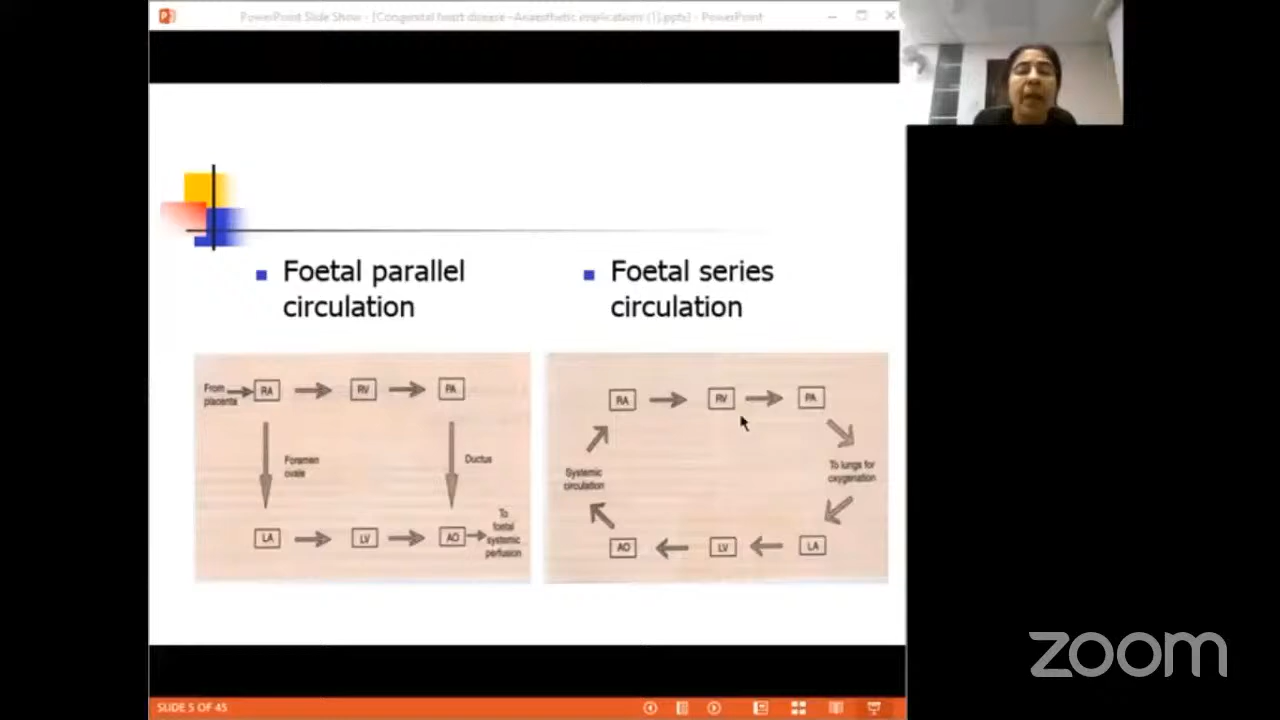 PowerPoint Slide Show - [Congenital heart disease -Anaesthetic implications (1).pptx] - PowerPoint
Foetal parallel
circulation
Foetal series
circulation
From
placenta
RA
RV
PA
Foramen
ovale
Ductus
LA
LV
AO
To
foetal
systemic
perfusion
RA
RV
PA
Systemic
circulation
To lungs for
oxygenation
AO
LV
LA
SLIDE 5 OF 45
zoom